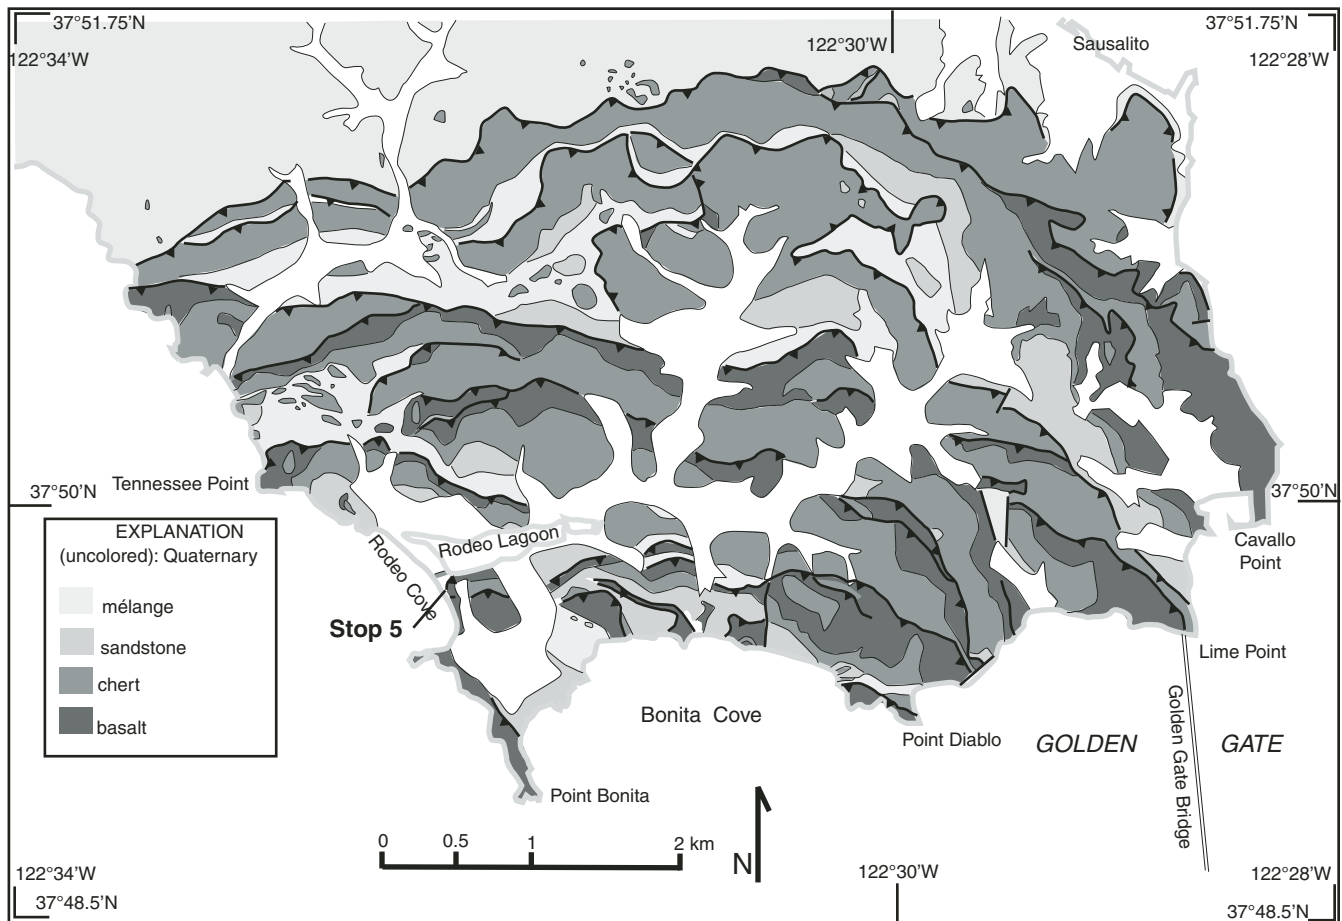 37°51.75'N
122°34'W
122°30'W
Sausalito
37°51.75'N
122°28'W
Tennessee Point
37°50'N
37°50'N
EXPLANATION
(uncolored): Quaternary
mélange
sandstone
chert
basalt
Rodeo Lagoon
Rodeo Cove
Stop 5
Cavallo
Point
Lime Point
Bonita Cove
Point Diablo
GOLDEN GATE
Golden Gate Bridge
Point Bonita
0 0.5 1 2 km
N
122°34'W
37°48.5'N
122°30'W
122°28'W
37°48.5'N